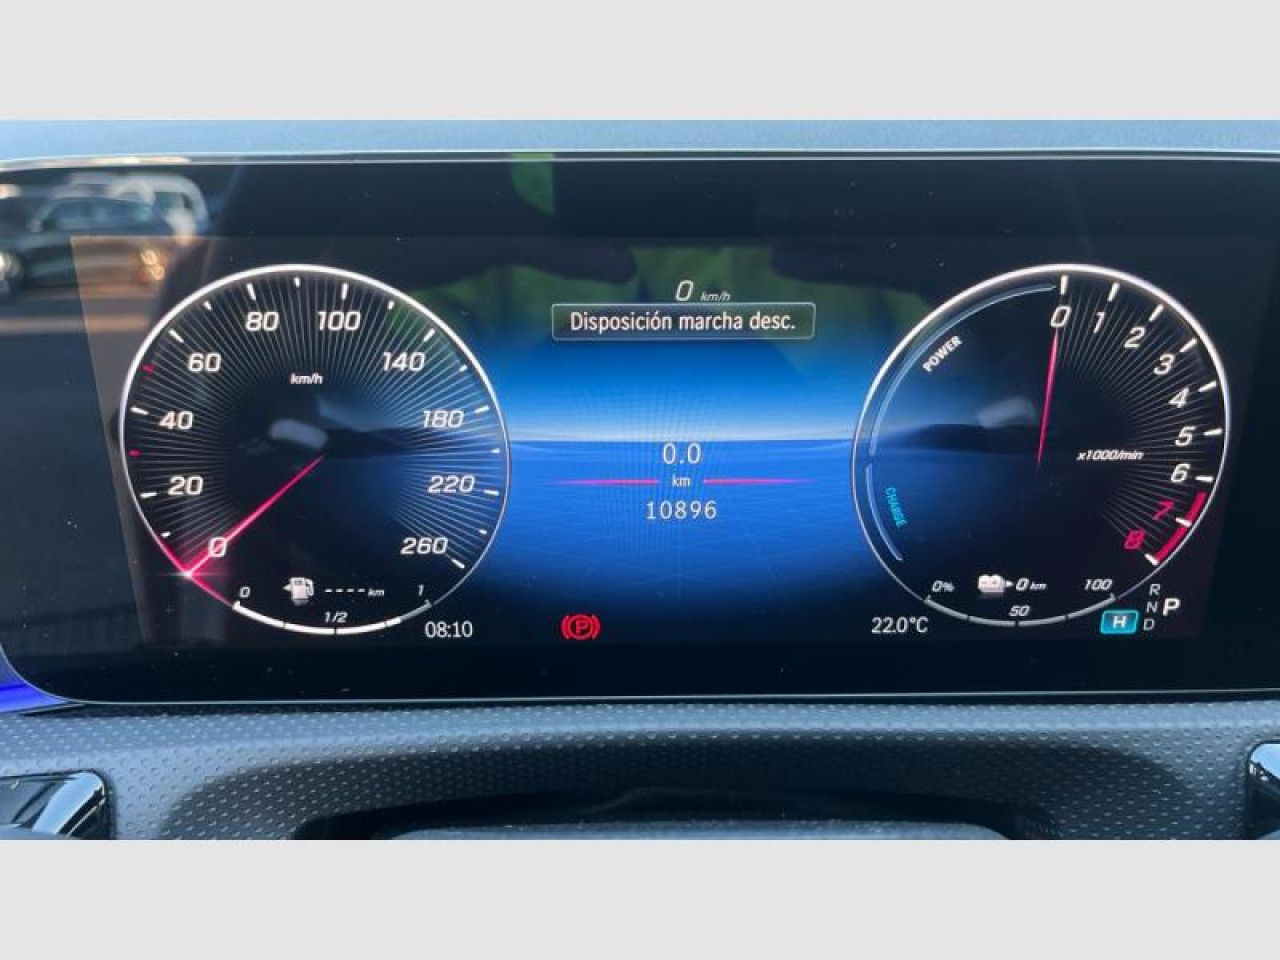 0 km/h
Disposición marcha desc.
80 100
60 140
km/h
40 180
20 220
0 260
0 1/2 1
-----km
08:10
0.0
km
10896
22.0°C
POWER
CHARGE
0 1 2 3 4 5 6 7 8
x1000/min
0% 50 100
0 km
R
N P
H D